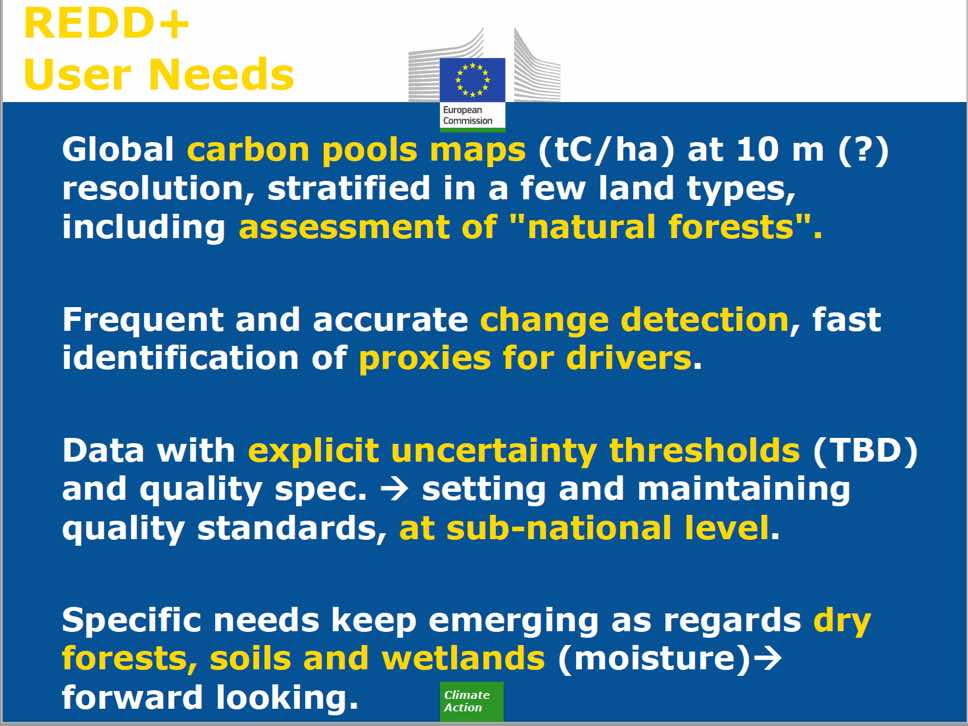 REDD+
User Needs
European
Commission
Global carbon pools maps (tC/ha) at 10 m (?)
resolution, stratified in a few land types,
including assessment of "natural forests".
Frequent and accurate change detection, fast
identification of proxies for drivers.
Data with explicit uncertainty thresholds (TBD)
and quality spec. → setting and maintaining
quality standards, at sub-national level.
Specific needs keep emerging as regards dry
forests, soils and wetlands (moisture)→
forward looking.
Climate
Action